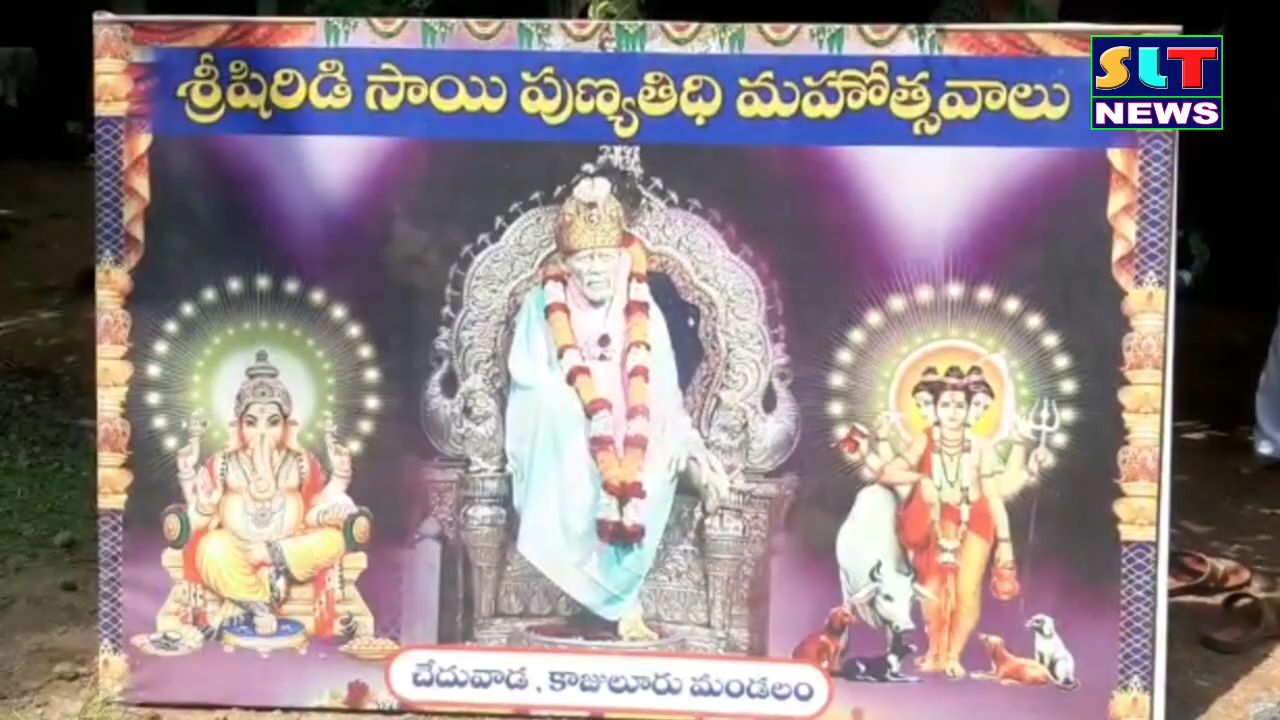 శ్రీషిరిడి సాయి పుణ్యతిధి మహోత్సవాలు
SLT
NEWS
చేదువాడ , కాజులూరు మండలం